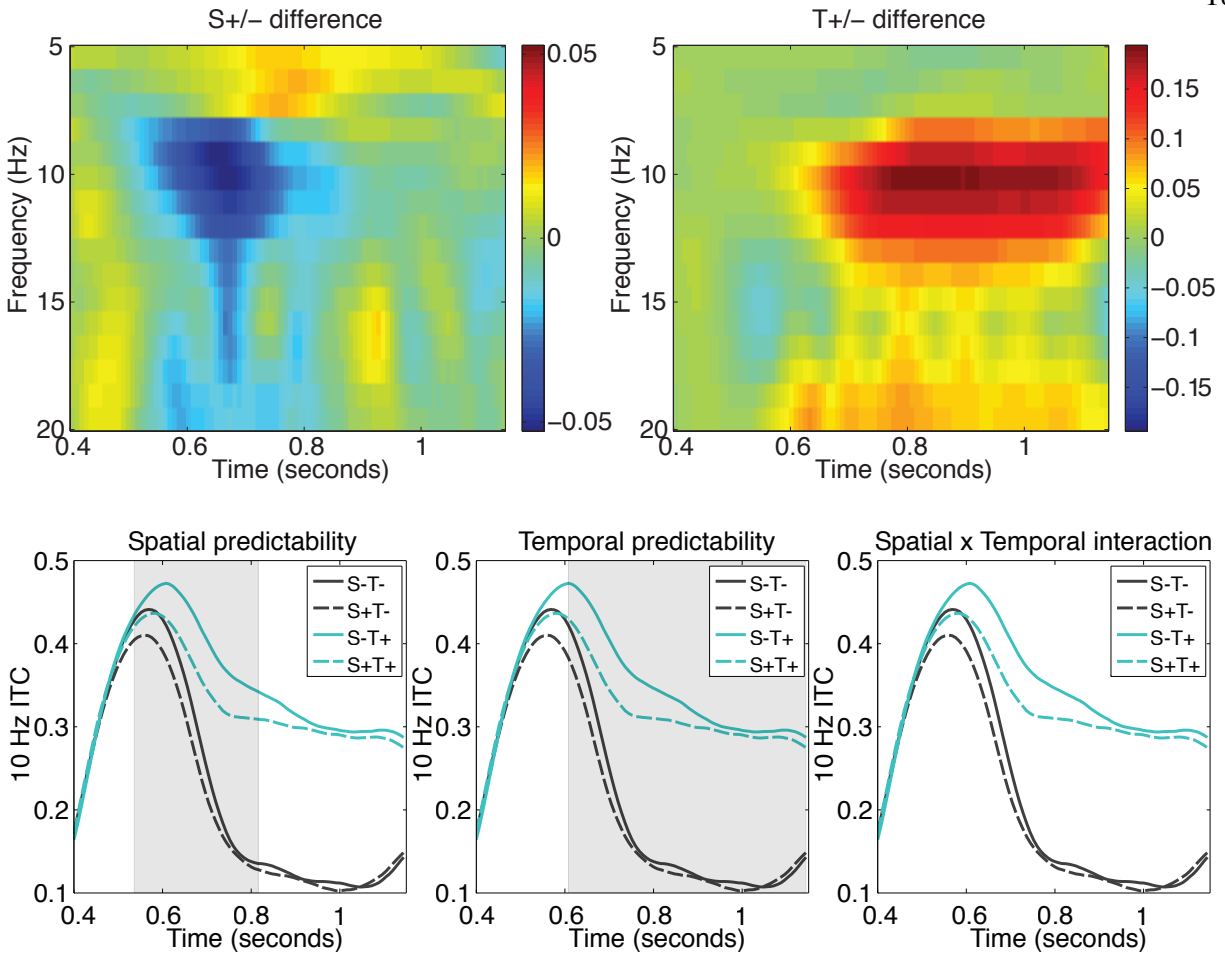 S+/− difference
T+/− difference
5
10
15
20
Frequency (Hz)
0.4
0.6
0.8
1
Time (seconds)
0.05
0
−0.05
5
10
15
20
Frequency (Hz)
0.4
0.6
0.8
1
Time (seconds)
0.15
0.1
0.05
0
−0.05
−0.1
−0.15
Spatial predictability
0.5
0.4
0.3
0.2
0.1
10 Hz ITC
S-T-
S+T-
S-T+
S+T+
0.4
0.6
0.8
1
Time (seconds)
Temporal predictability
0.5
0.4
0.3
0.2
0.1
10 Hz ITC
S-T-
S+T-
S-T+
S+T+
0.4
0.6
0.8
1
Time (seconds)
Spatial x Temporal interaction
0.5
0.4
0.3
0.2
0.1
10 Hz ITC
S-T-
S+T-
S-T+
S+T+
0.4
0.6
0.8
1
Time (seconds)